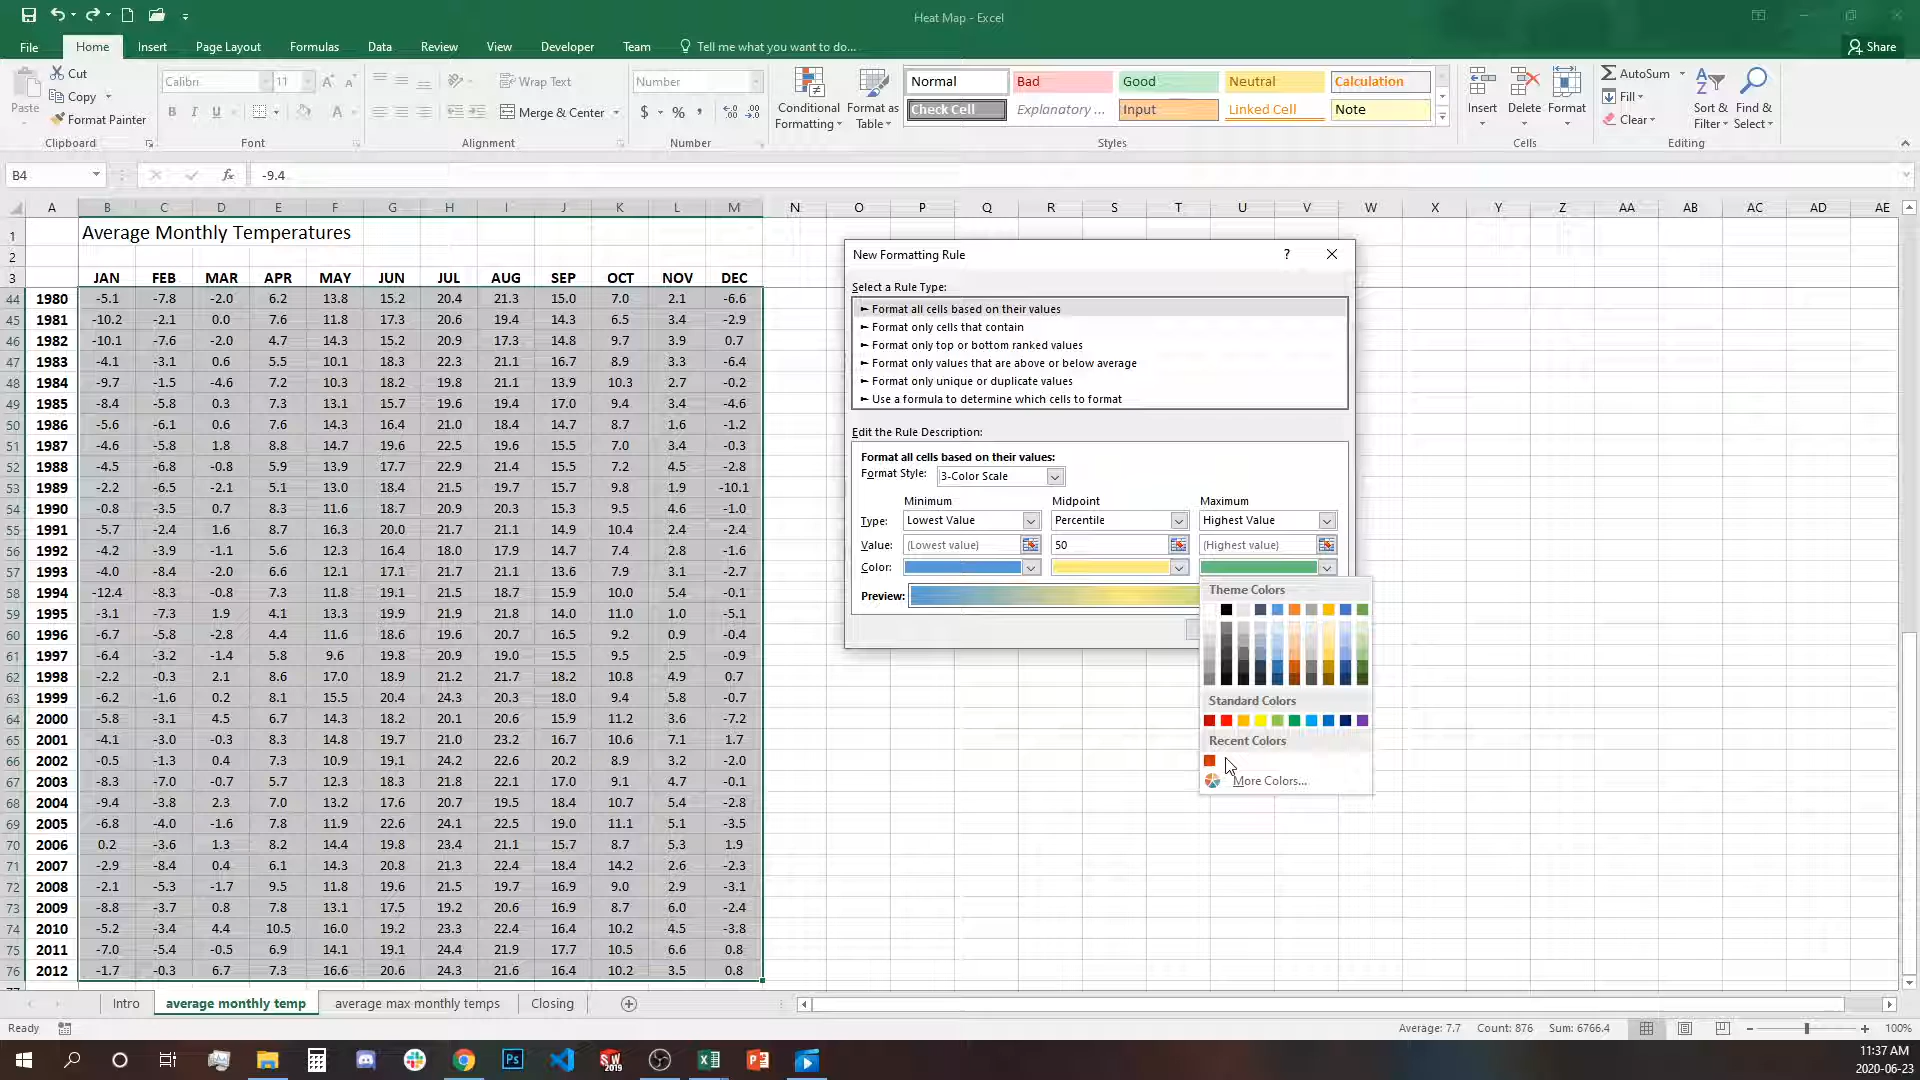 Heat Map - Excel
File Home Insert Page Layout Formulas Data Review View Developer Team Tell me what you want to do... Share
Paste Cut Copy Format Painter Clipboard
Calibri 11 B I U Font
Wrap Text Merge & Center Alignment
Number $ % Number
Conditional Formatting Format as Table
Normal Bad Good Neutral Calculation
Check Cell Explanatory ... Input Linked Cell Note
Styles
Insert Delete Format Cells
AutoSum Fill Clear Sort & Filter Find & Select Editing
B4 fx -9.4
A B C D E F G H I J K L M N O P Q R S T U V W X Y Z AA AB AC AD AE
1 Average Monthly Temperatures
2
3 JAN FEB MAR APR MAY JUN JUL AUG SEP OCT NOV DEC
44 1980 -5.1 -7.8 -2.0 6.2 13.8 15.2 20.4 21.3 15.0 7.0 2.1 -6.6
45 1981 -10.2 -2.1 0.0 7.6 11.8 17.3 20.6 19.4 14.3 6.5 3.4 -2.9
46 1982 -10.1 -7.6 -2.0 4.7 14.3 15.2 20.9 17.3 14.8 9.7 3.9 0.7
47 1983 -4.1 -3.1 0.6 5.5 10.1 18.3 22.3 21.1 16.7 8.9 3.3 -6.4
48 1984 -9.7 -1.5 -4.6 7.2 10.3 18.2 19.8 21.1 13.9 10.3 2.7 -0.2
49 1985 -8.4 -5.8 0.3 7.3 13.1 15.7 19.6 19.4 17.0 9.4 3.4 -4.6
50 1986 -5.6 -6.1 0.6 7.6 14.3 16.4 21.0 18.4 14.7 8.7 1.6 -1.2
51 1987 -4.6 -5.8 1.8 8.8 14.7 19.6 22.5 19.6 15.5 7.0 3.4 -0.3
52 1988 -4.5 -6.8 -0.8 5.9 13.9 17.7 22.9 21.4 15.5 7.2 4.5 -2.8
53 1989 -2.2 -6.5 -2.1 5.1 13.0 18.4 21.5 19.7 15.7 9.8 1.9 -10.1
54 1990 -0.8 -3.5 0.7 8.3 11.6 18.7 20.9 20.3 15.3 9.5 4.6 -1.0
55 1991 -5.7 -2.4 1.6 8.7 16.3 20.0 21.7 21.1 14.9 10.4 2.4 -2.4
56 1992 -4.2 -3.9 -1.1 5.6 12.3 16.4 18.0 17.9 14.7 7.4 2.8 -1.6
57 1993 -4.0 -8.4 -2.0 6.6 12.1 17.1 21.7 21.1 13.6 7.9 3.1 -2.7
58 1994 -12.4 -8.3 -0.8 7.3 11.8 19.1 21.5 18.7 15.9 10.0 5.4 -0.1
59 1995 -3.1 -7.3 1.9 4.1 13.3 19.9 21.9 21.8 14.0 11.0 1.0 -5.1
60 1996 -6.7 -5.8 -2.8 4.4 11.6 18.6 19.6 20.7 16.5 9.2 0.9 -0.4
61 1997 -6.4 -3.2 -1.4 5.8 9.6 19.8 20.9 19.0 15.5 9.5 2.5 -0.9
62 1998 -2.2 -0.3 2.1 8.6 17.0 18.9 21.2 21.7 18.2 10.8 4.9 0.7
63 1999 -6.2 -1.6 0.2 8.1 15.5 20.4 24.3 20.3 18.0 9.4 5.8 -0.7
64 2000 -5.8 -3.1 4.5 6.7 14.3 18.2 20.1 20.6 15.9 11.2 3.6 -7.2
65 2001 -4.1 -3.0 -0.3 8.3 14.8 19.7 21.0 23.2 16.7 10.6 7.1 1.7
66 2002 -0.5 -1.3 0.4 7.3 10.9 19.1 24.2 22.6 20.2 8.9 3.2 -2.0
67 2003 -8.3 -7.0 -0.7 5.7 12.3 18.3 21.8 22.1 17.0 9.1 4.7 -0.1
68 2004 -9.4 -3.8 2.3 7.0 13.2 17.6 20.7 19.5 18.4 10.7 5.4 -2.8
69 2005 -6.8 -4.0 -1.6 7.8 11.9 22.6 24.1 22.5 19.0 11.1 5.1 -3.5
70 2006 0.2 -3.6 1.3 8.2 14.4 19.8 23.4 21.1 15.7 8.7 5.3 1.9
71 2007 -2.9 -8.4 0.4 6.1 14.3 20.8 21.3 22.4 18.4 14.2 2.6 -2.3
72 2008 -2.1 -5.3 -1.7 9.5 11.8 19.6 21.5 19.7 16.9 9.0 2.9 -3.1
73 2009 -8.8 -3.7 0.8 7.8 13.1 17.5 19.2 20.6 16.9 8.7 6.0 -2.4
74 2010 -5.2 -3.4 4.4 10.5 16.0 19.2 23.3 22.4 16.4 10.2 4.5 -3.8
75 2011 -7.0 -5.4 -0.5 6.9 14.1 19.1 24.4 21.9 17.7 10.5 6.6 0.8
76 2012 -1.7 -0.3 6.7 7.3 16.6 20.6 24.3 21.6 16.4 10.2 3.5 0.8
New Formatting Rule ?
Select a Rule Type:
► Format all cells based on their values
► Format only cells that contain
► Format only top or bottom ranked values
► Format only values that are above or below average
► Format only unique or duplicate values
► Use a formula to determine which cells to format
Edit the Rule Description:
Format all cells based on their values:
Format Style: 3-Color Scale
Minimum Midpoint Maximum
Type: Lowest Value Percentile Highest Value
Value: (Lowest value) 50 (Highest value)
Color:
Preview:
Theme Colors
Standard Colors
Recent Colors
More Colors...
Intro average monthly temp average max monthly temps Closing
Ready Average: 7.7 Count: 876 Sum: 6766.4 100%
Ps SW 2019
11:37 AM
2020-06-23